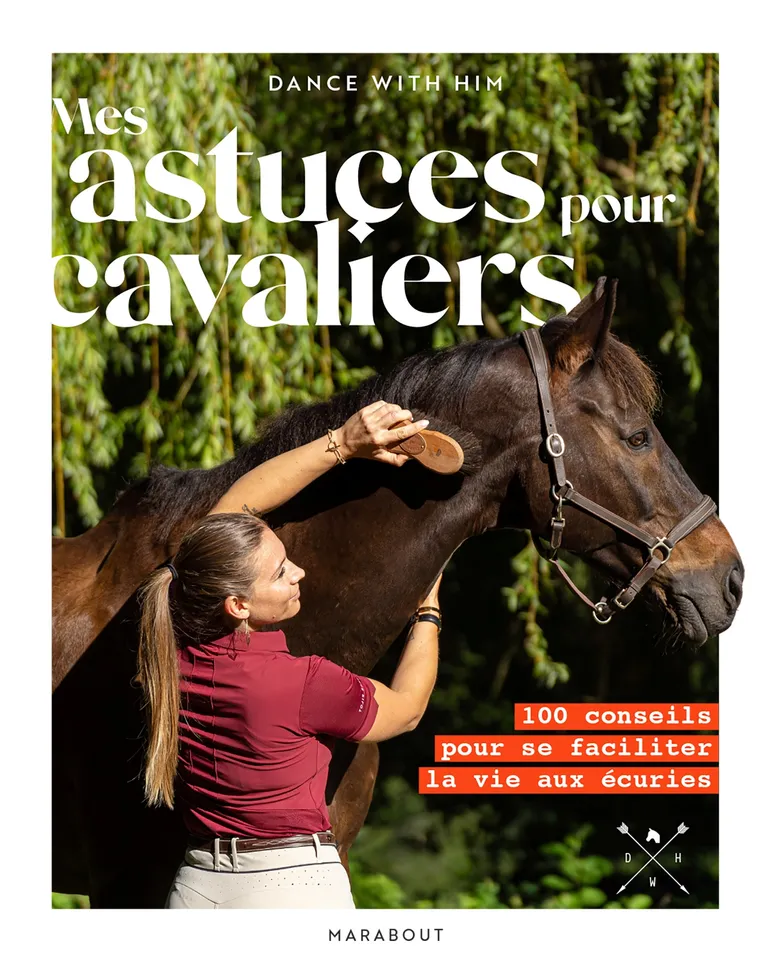 DANCE WITH HIM
Mes
astuces pour
cavaliers
100 conseils
pour se faciliter
la vie aux écuries
D H
W
MARABOUT